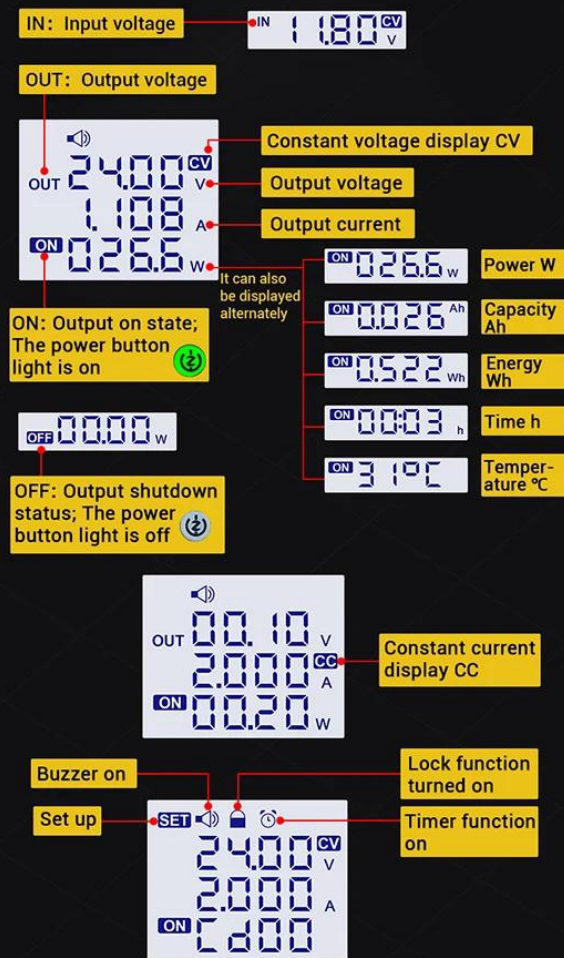 IN: Input voltage
IN 11.80 CV V
OUT: Output voltage
OUT 24.00 CV V
1.108 A
ON 026.6 W
Constant voltage display CV
Output voltage
Output current
It can also
be displayed
alternately
ON 026.6 W
Power W
ON 0.026 Ah
Capacity
Ah
ON 0.522 Wh
Energy
Wh
ON 00:03 h
Time h
ON 31°C
Temper-
ature °C
ON: Output on state;
The power button
light is on
OFF 00.00 W
OFF: Output shutdown
status; The power
button light is off
OUT 00.10 V
2.000 CC A
ON 00.20 W
Constant current
display CC
Buzzer on
Set up
Lock function
turned on
Timer function
on
SET
24.00 CV V
2.000 A
ON Cd00